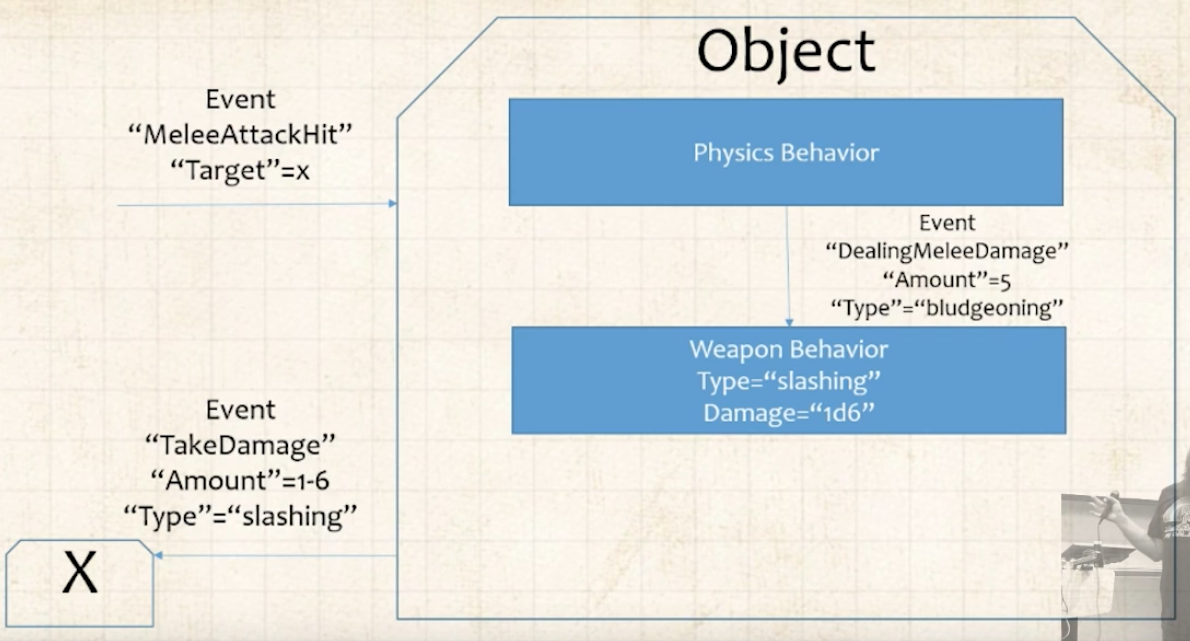 Object
Event
“MeleeAttackHit”
“Target”=x
Physics Behavior
Event
“DealingMeleeDamage”
“Amount”=5
“Type”=“bludgeoning”
Weapon Behavior
Type=“slashing”
Damage=“1d6”
Event
“TakeDamage”
“Amount”=1-6
“Type”=“slashing”
X